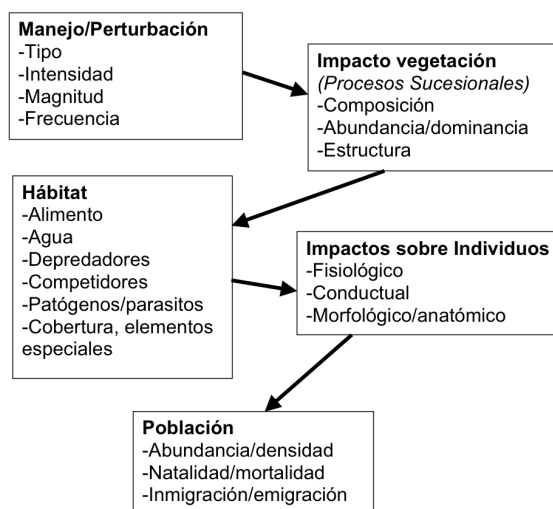 Manejo/Perturbación
-Tipo
-Intensidad
-Magnitud
-Frecuencia
Impacto vegetación
(Procesos Sucesionales)
-Composición
-Abundancia/dominancia
-Estructura
Hábitat
-Alimento
-Agua
-Depredadores
-Competidores
-Patógenos/parasitos
-Cobertura, elementos
especiales
Impactos sobre Individuos
-Fisiológico
-Conductual
-Morfológico/anatómico
Población
-Abundancia/densidad
-Natalidad/mortalidad
-Inmigración/emigración